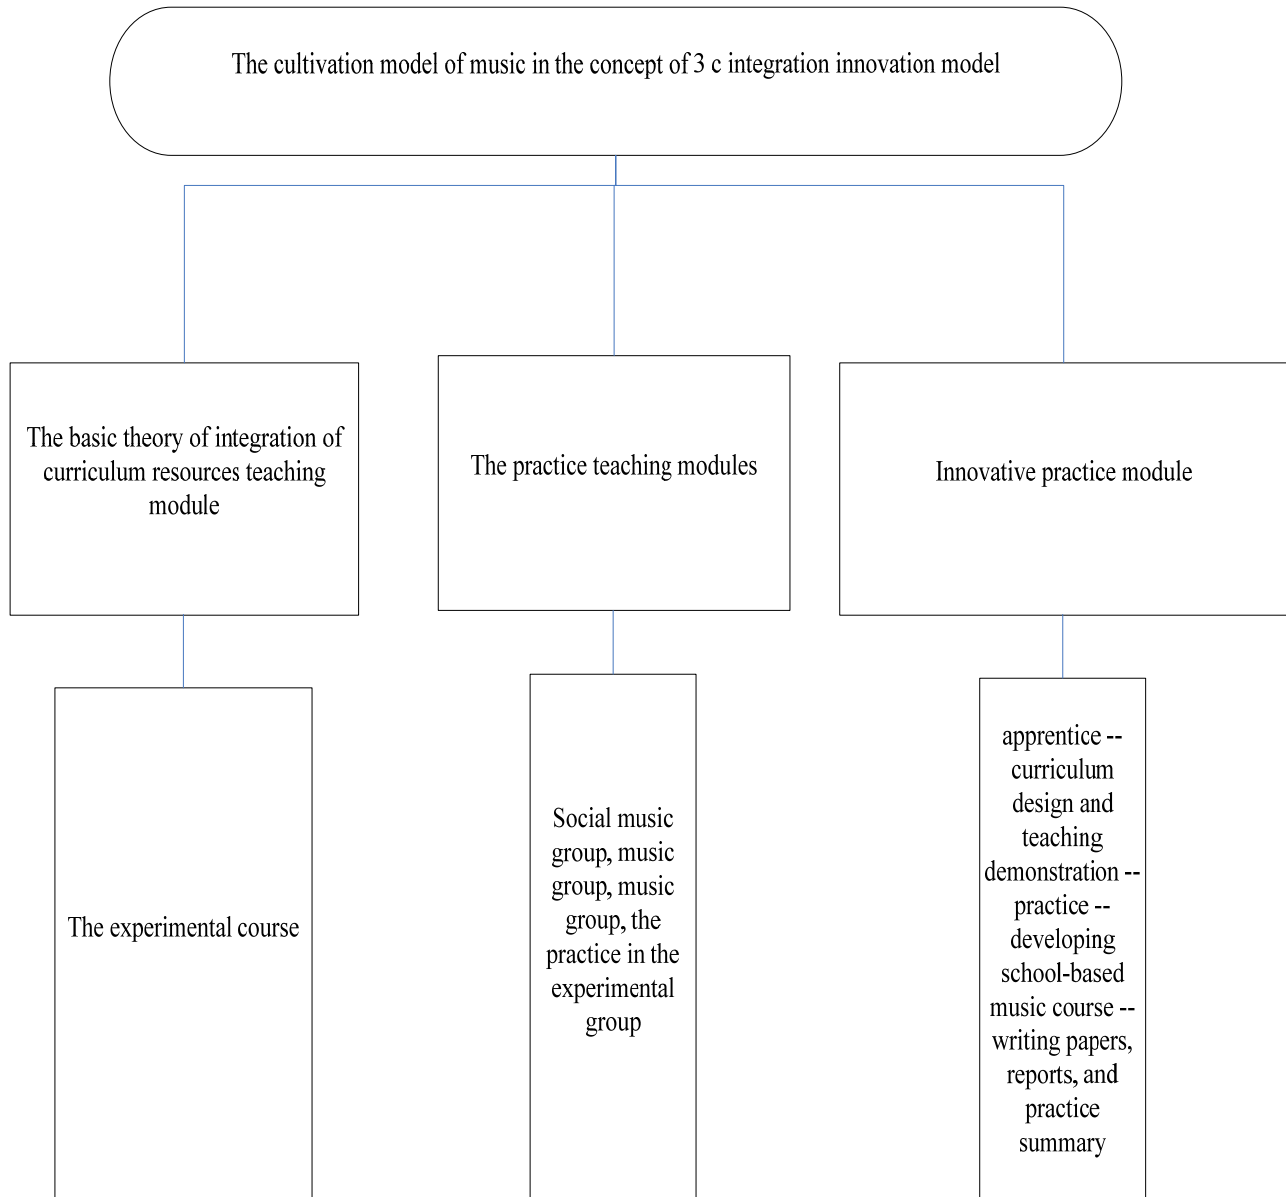 The cultivation model of music in the concept of 3 c integration innovation model
The basic theory of integration of
curriculum resources teaching
module
The practice teaching modules
Innovative practice module
The experimental course
Social music
group, music
group, music
group, the
practice in the
experimental
group
apprentice --
curriculum
design and
teaching
demonstration --
practice --
developing
school-based
music course --
writing papers,
reports, and
practice
summary